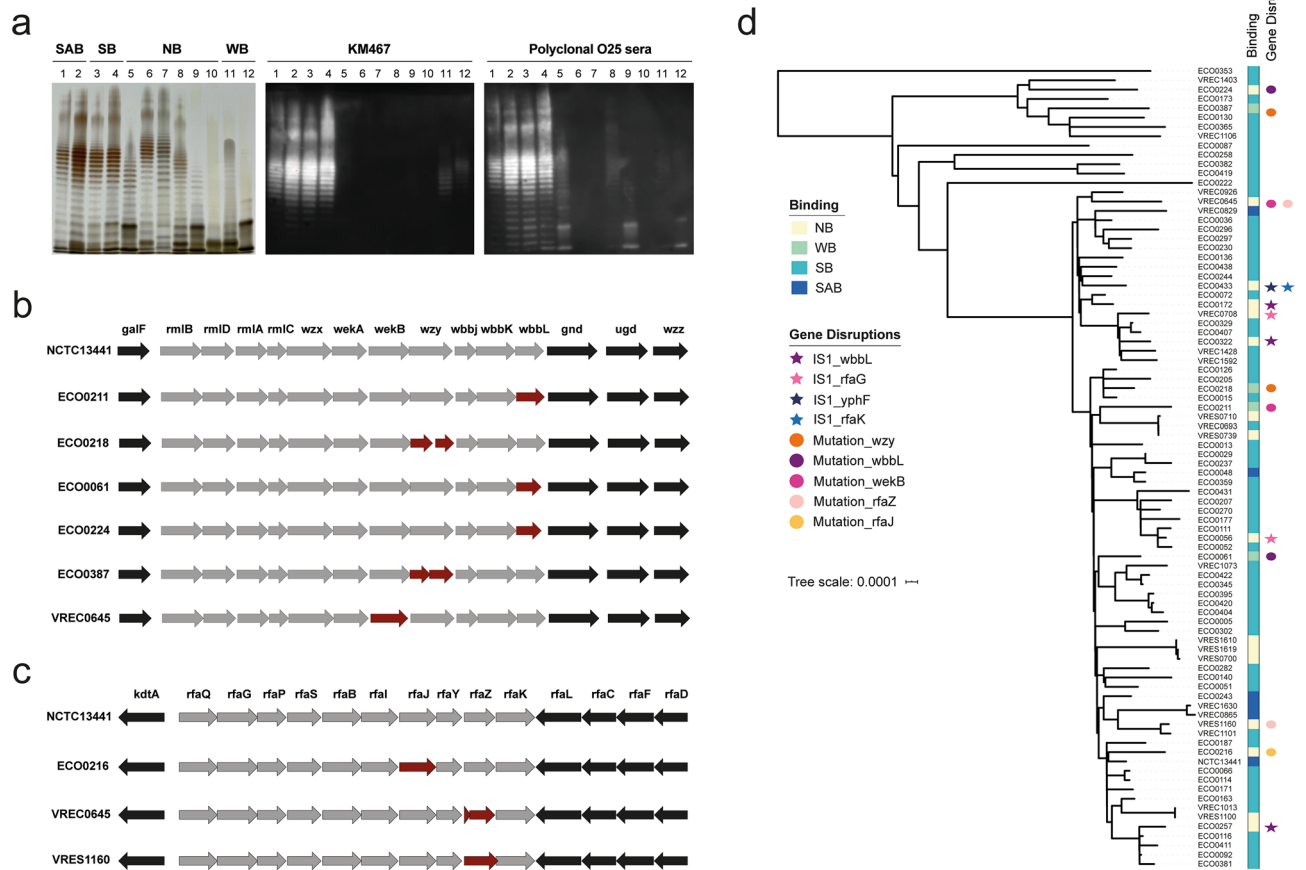 a
SAB SB NB WB
1 2 3 4 5 6 7 8 9 10 11 12
KM467
1 2 3 4 5 6 7 8 9 10 11 12
Polyclonal O25 sera
1 2 3 4 5 6 7 8 9 10 11 12
b
galF rmlB rmlD rmlA rmlC wzx wekA wekB wzy wbbj wbbK wbbL gnd ugd wzz
NCTC13441
ECO0211
ECO0218
ECO0061
ECO0224
ECO0387
VREC0645
c
kdtA rfaQ rfaG rfaP rfaS rfaB rfaI rfaJ rfaY rfaZ rfaK rfaL rfaC rfaF rfaD
NCTC13441
ECO0216
VREC0645
VRES1160
d
Binding
Gene Disru
Binding
NB
WB
SB
SAB
Gene Disruptions
IS1_wbbL
IS1_rfaG
IS1_yphF
IS1_rfaK
Mutation_wzy
Mutation_wbbL
Mutation_wekB
Mutation_rfaZ
Mutation_rfaJ
Tree scale: 0.0001
ECO0353
VREC1403
ECO0224
ECO0173
ECO0387
ECO0130
ECO0365
VREC1106
ECO0087
ECO0258
ECO0382
ECO0419
ECO0222
VREC0926
VREC0645
VREC0829
ECO0036
ECO0296
ECO0297
ECO0230
ECO0136
ECO0438
ECO0244
ECO0433
ECO0072
ECO0172
VREC0708
ECO0329
ECO0407
ECO0322
VREC1428
VREC1592
ECO0126
ECO0205
ECO0218
ECO0015
ECO0211
VRES0710
VREC0693
VRES0739
ECO0013
ECO0029
ECO0237
ECO0048
ECO0359
ECO0431
ECO0207
ECO0270
ECO0177
ECO0111
ECO0056
ECO0052
ECO0061
VREC1073
ECO0422
ECO0345
ECO0395
ECO0420
ECO0404
ECO0005
ECO0302
VRES1610
VRES1619
VRES0700
ECO0282
ECO0140
ECO0051
ECO0243
VREC1630
VREC0865
VRES1160
VREC1101
ECO0187
ECO0216
NCTC13441
ECO0066
ECO0114
ECO0171
ECO0163
VREC1013
VRES1100
ECO0257
ECO0116
ECO0411
ECO0092
ECO0381